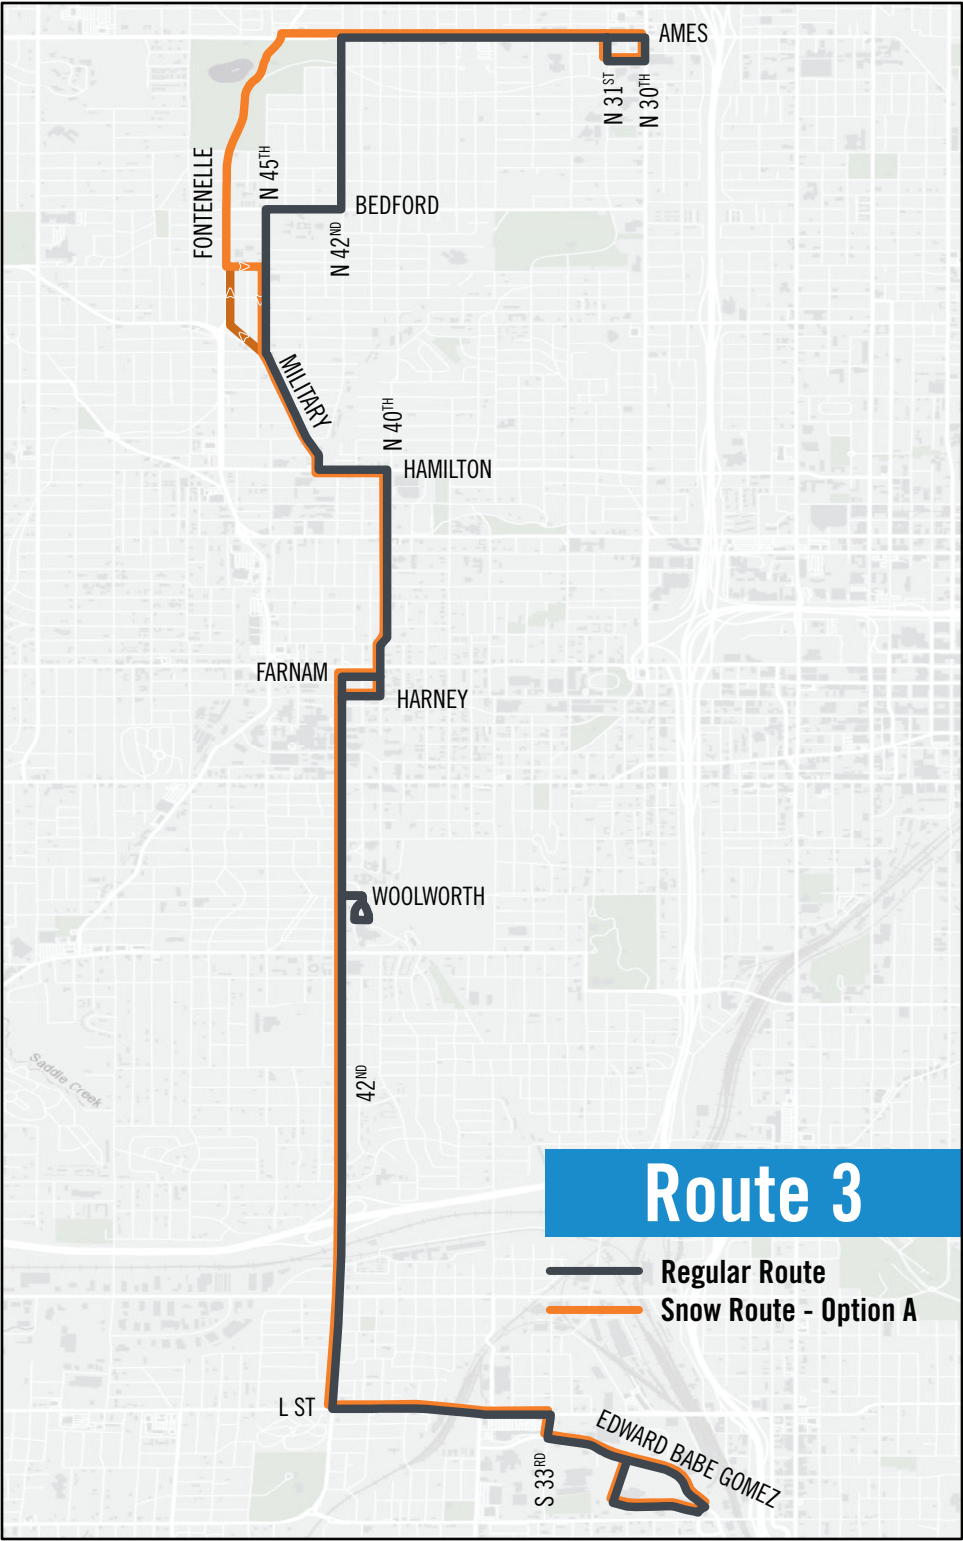 AMES
N 31ST
N 30TH
FONTENELLE
N 45TH
BEDFORD
N 42ND
MILITARY
N 40TH
HAMILTON
FARNAM
HARNEY
WOOLWORTH
42ND
Saddle Creek
Route 3
Regular Route
Snow Route - Option A
L ST
S 33RD
EDWARD BABE GOMEZ